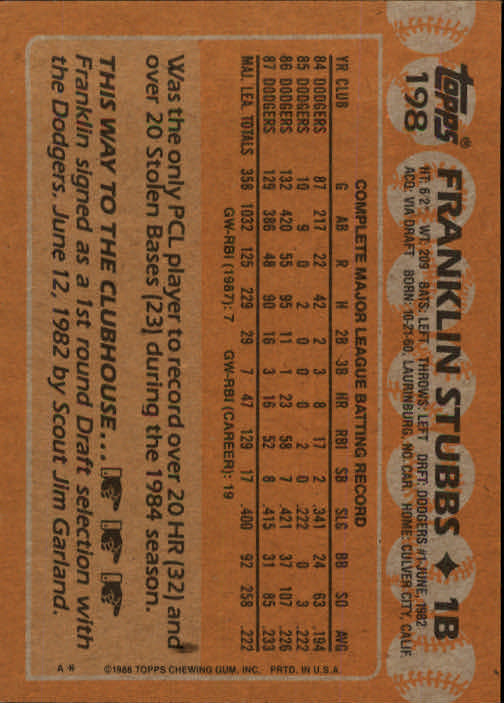 topps®
198
FRANKLIN STUBBS ♦ 1B
HT: 6'2" WT: 209 BATS: LEFT THROWS: LEFT DRFT: DODGERS #1-JUNE, 1982
ACQ: VIA DRAFT BORN: 10-21-60, LAURINBURG, NO. CAR. HOME: CULVER CITY, CALIF.
COMPLETE MAJOR LEAGUE BATTING RECORD
YR CLUB G AB R H 2B 3B HR RBI SB SLG BB SO AVG
84 DODGERS 87 217 22 42 2 3 8 17 2 .341 24 63 .194
85 DODGERS 10 9 0 2 0 0 0 2 0 .222 0 3 .222
86 DODGERS 132 420 55 95 11 1 23 58 7 .421 37 107 .226
87 DODGERS 129 386 48 90 16 3 16 52 8 .415 31 85 .233
MAJ. LEA. TOTALS 358 1032 125 229 29 7 47 129 17 .400 92 258 .222
GW-RBI (1987): 7 GW-RBI (CAREER): 19
Was the only PCL player to record over 20 HR (32) and
over 20 Stolen Bases (23) during the 1984 season.
THIS WAY TO THE CLUBHOUSE...
Franklin signed as a 1st round Draft selection with
the Dodgers, June 12, 1982 by Scout Jim Garland.
©1988 TOPPS CHEWING GUM, INC. PRTD. IN U.S.A.